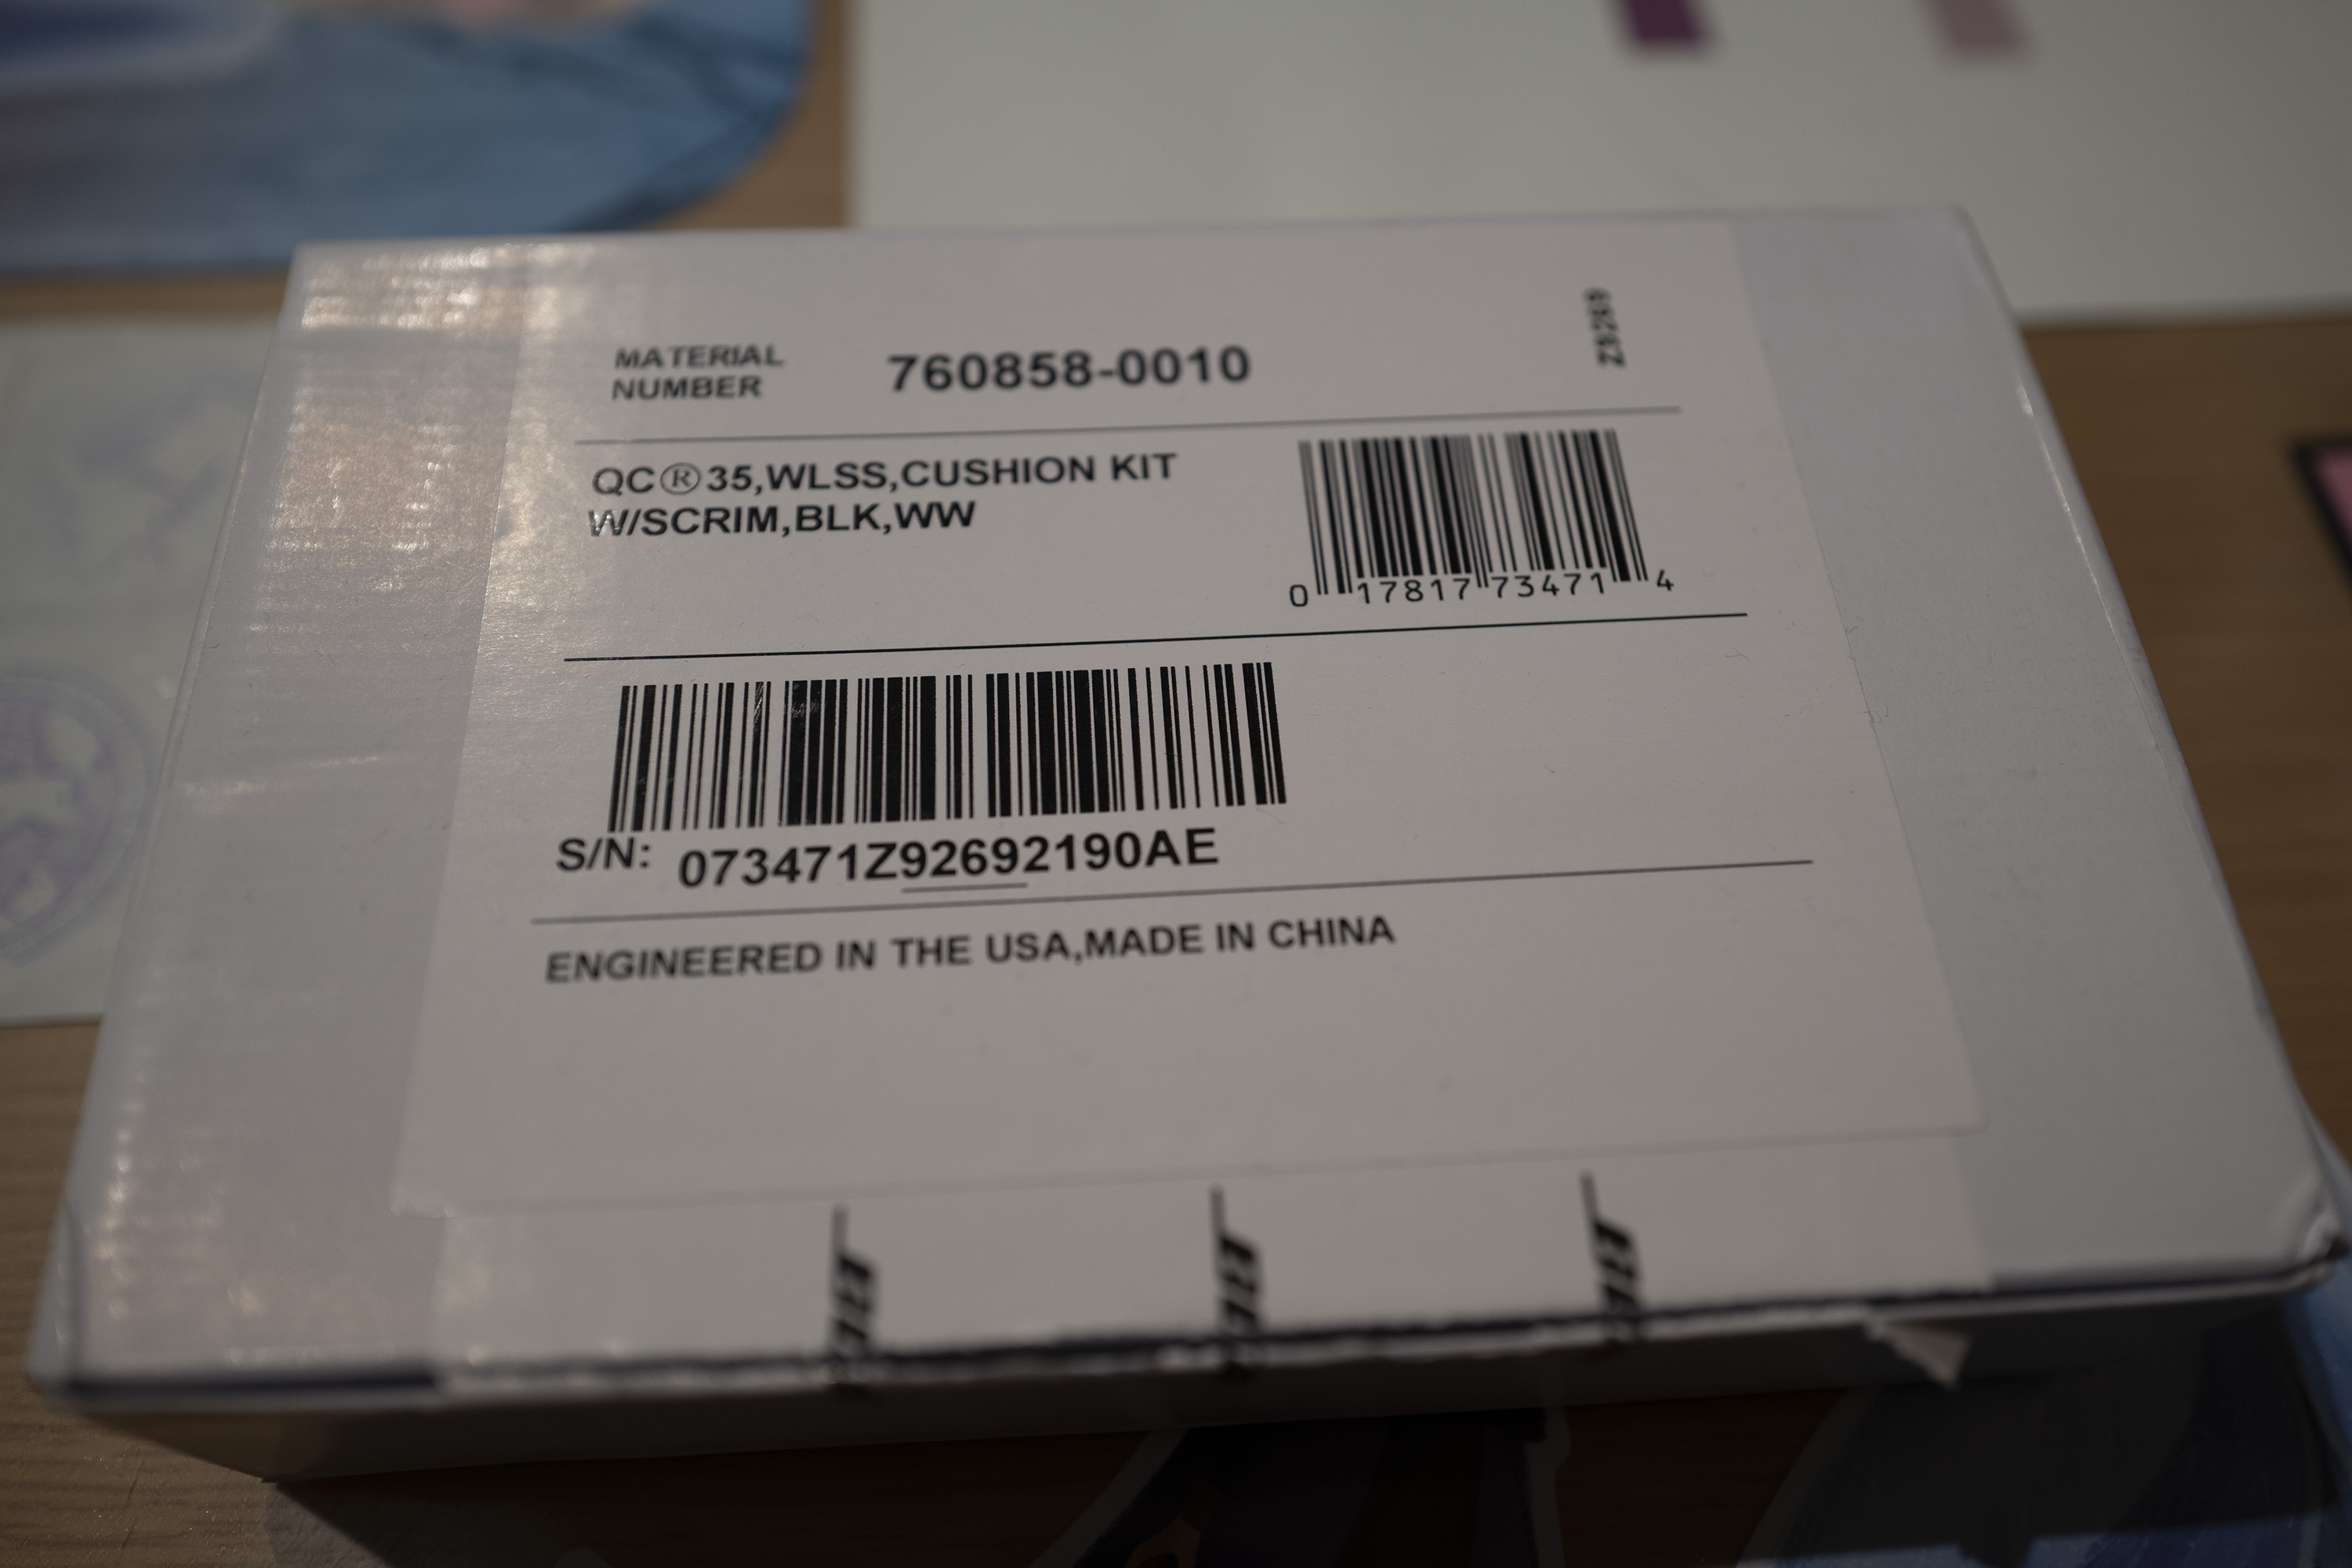 MATERIAL
NUMBER
760858-0010
Z9269
QC®35,WLSS,CUSHION KIT
W/SCRIM,BLK,WW
0 17817 73471 4
S/N: 073471Z92692190AE
ENGINEERED IN THE USA,MADE IN CHINA